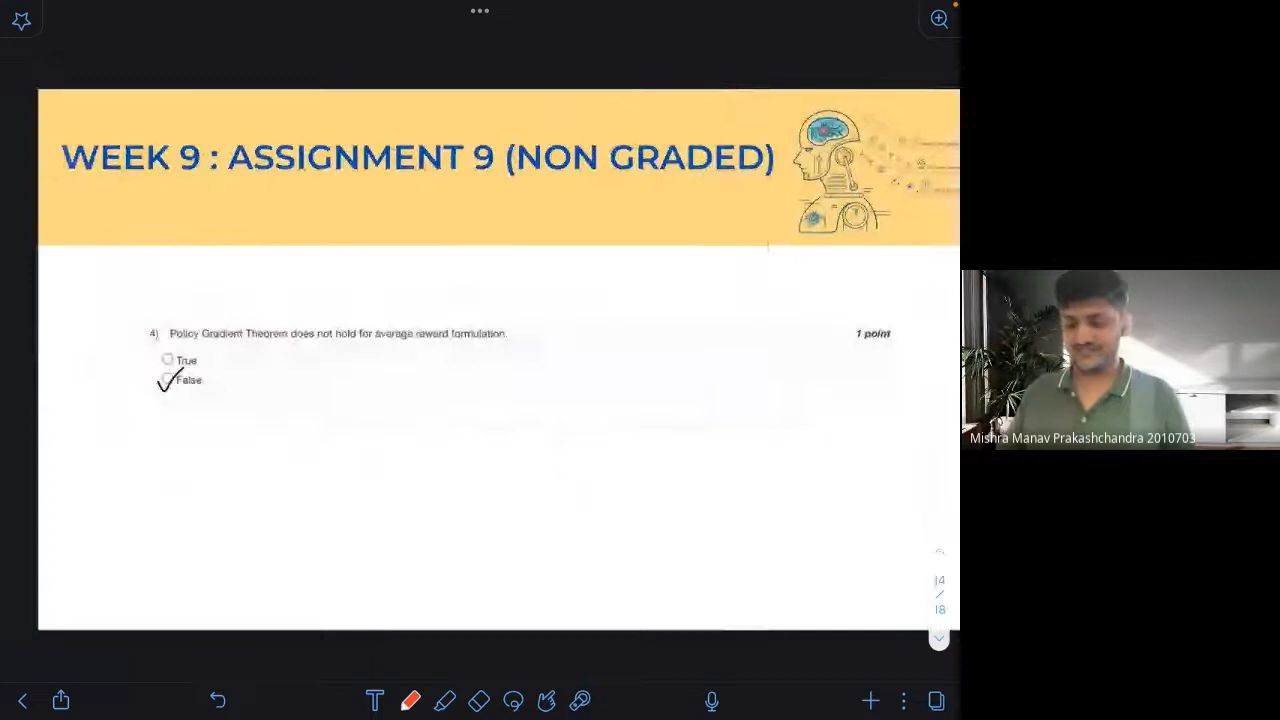 WEEK 9 : ASSIGNMENT 9 (NON GRADED)
4) Policy Gradient Theorem does not hold for average reward formulation. 1 point
True
False
Mishra Manav Prakashchandra 2010703
14
/
18
T